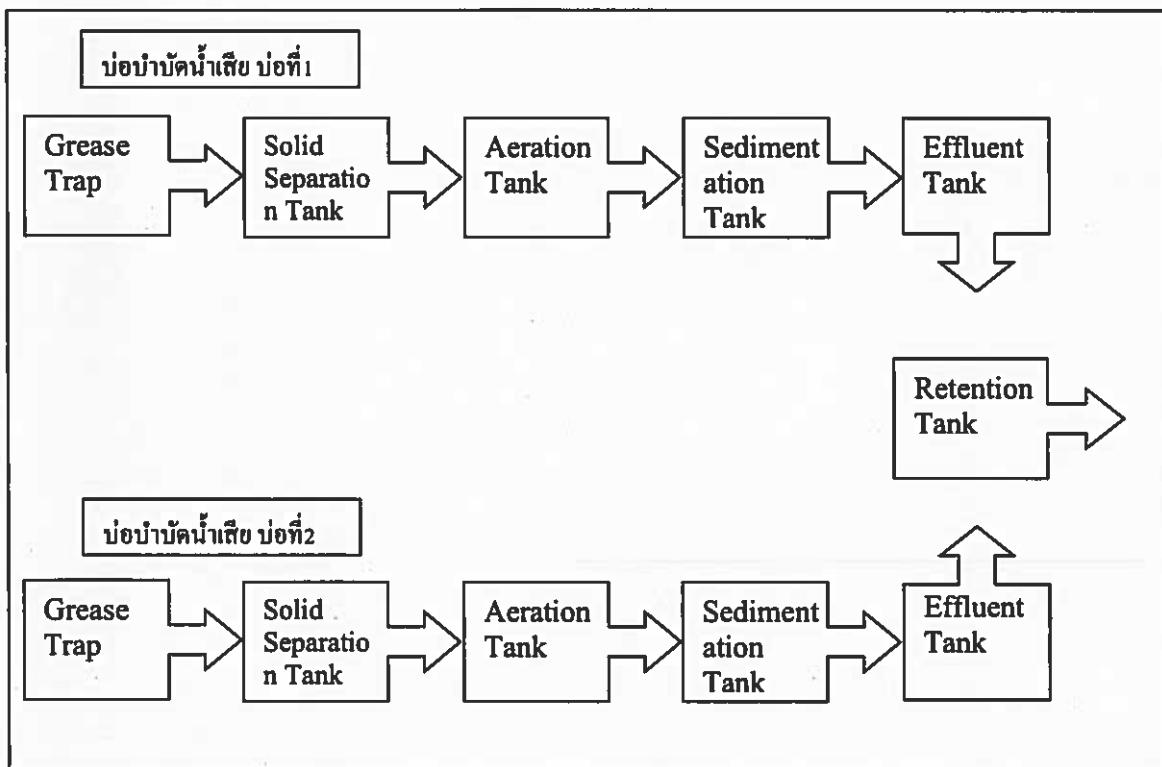 บ่อบำบัดน้ำเสีย บ่อที่1
Grease
Trap
Solid
Separatio
n Tank
Aeration
Tank
Sediment
ation
Tank
Effluent
Tank
Retention
Tank
บ่อบำบัดน้ำเสีย บ่อที่2
Grease
Trap
Solid
Separatio
n Tank
Aeration
Tank
Sediment
ation
Tank
Effluent
Tank